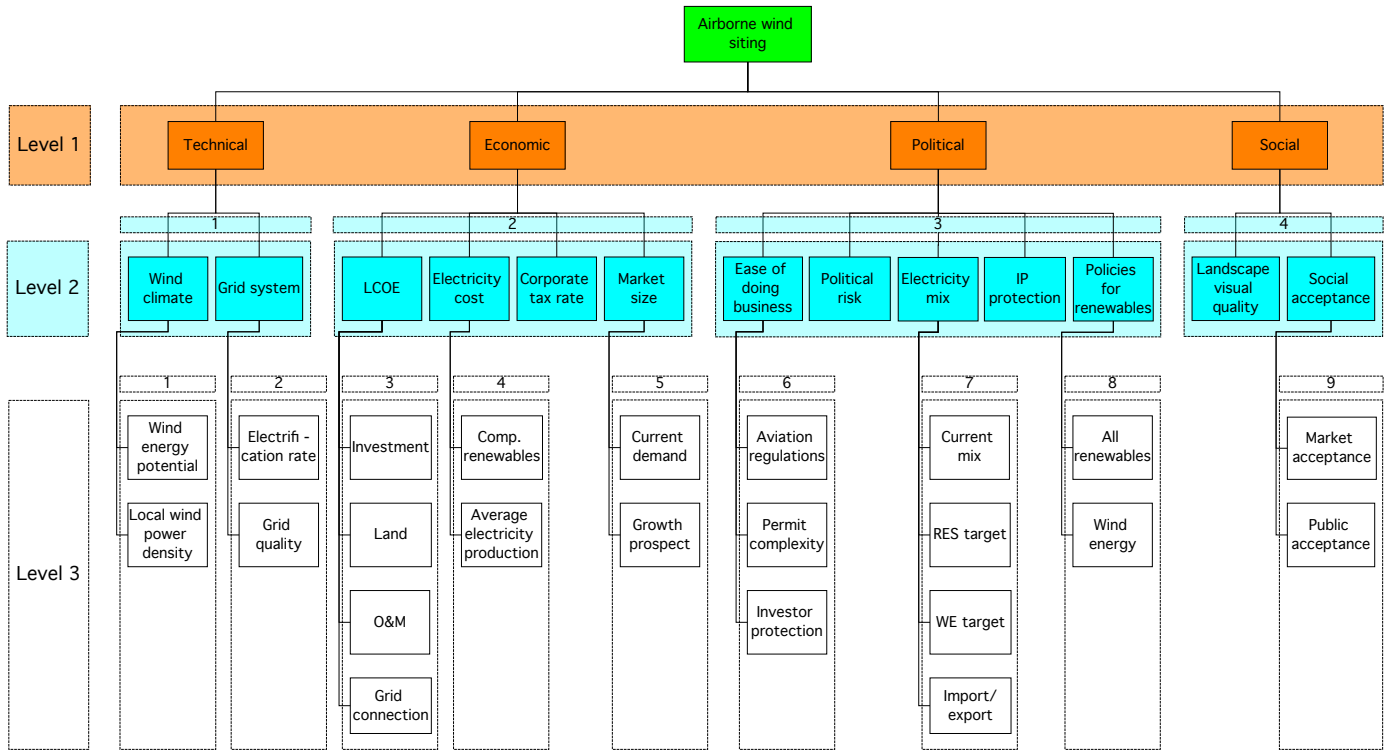 Airborne wind
siting
Level 1
Technical
Economic
Political
Social
1
2
3
4
Level 2
Wind
climate
Grid system
LCOE
Electricity
cost
Corporate
tax rate
Market
size
Ease of
doing
business
Political
risk
Electricity
mix
IP
protection
Policies
for
renewables
Landscape
visual
quality
Social
acceptance
1
2
3
4
5
6
7
8
9
Level 3
Wind
energy
potential
Local wind
power
density
Electrifi -
cation rate
Grid
quality
Investment
Land
O&M
Grid
connection
Comp.
renewables
Average
electricity
production
Current
demand
Growth
prospect
Aviation
regulations
Permit
complexity
Investor
protection
Current
mix
RES target
WE target
Import/
export
All
renewables
Wind
energy
Market
acceptance
Public
acceptance